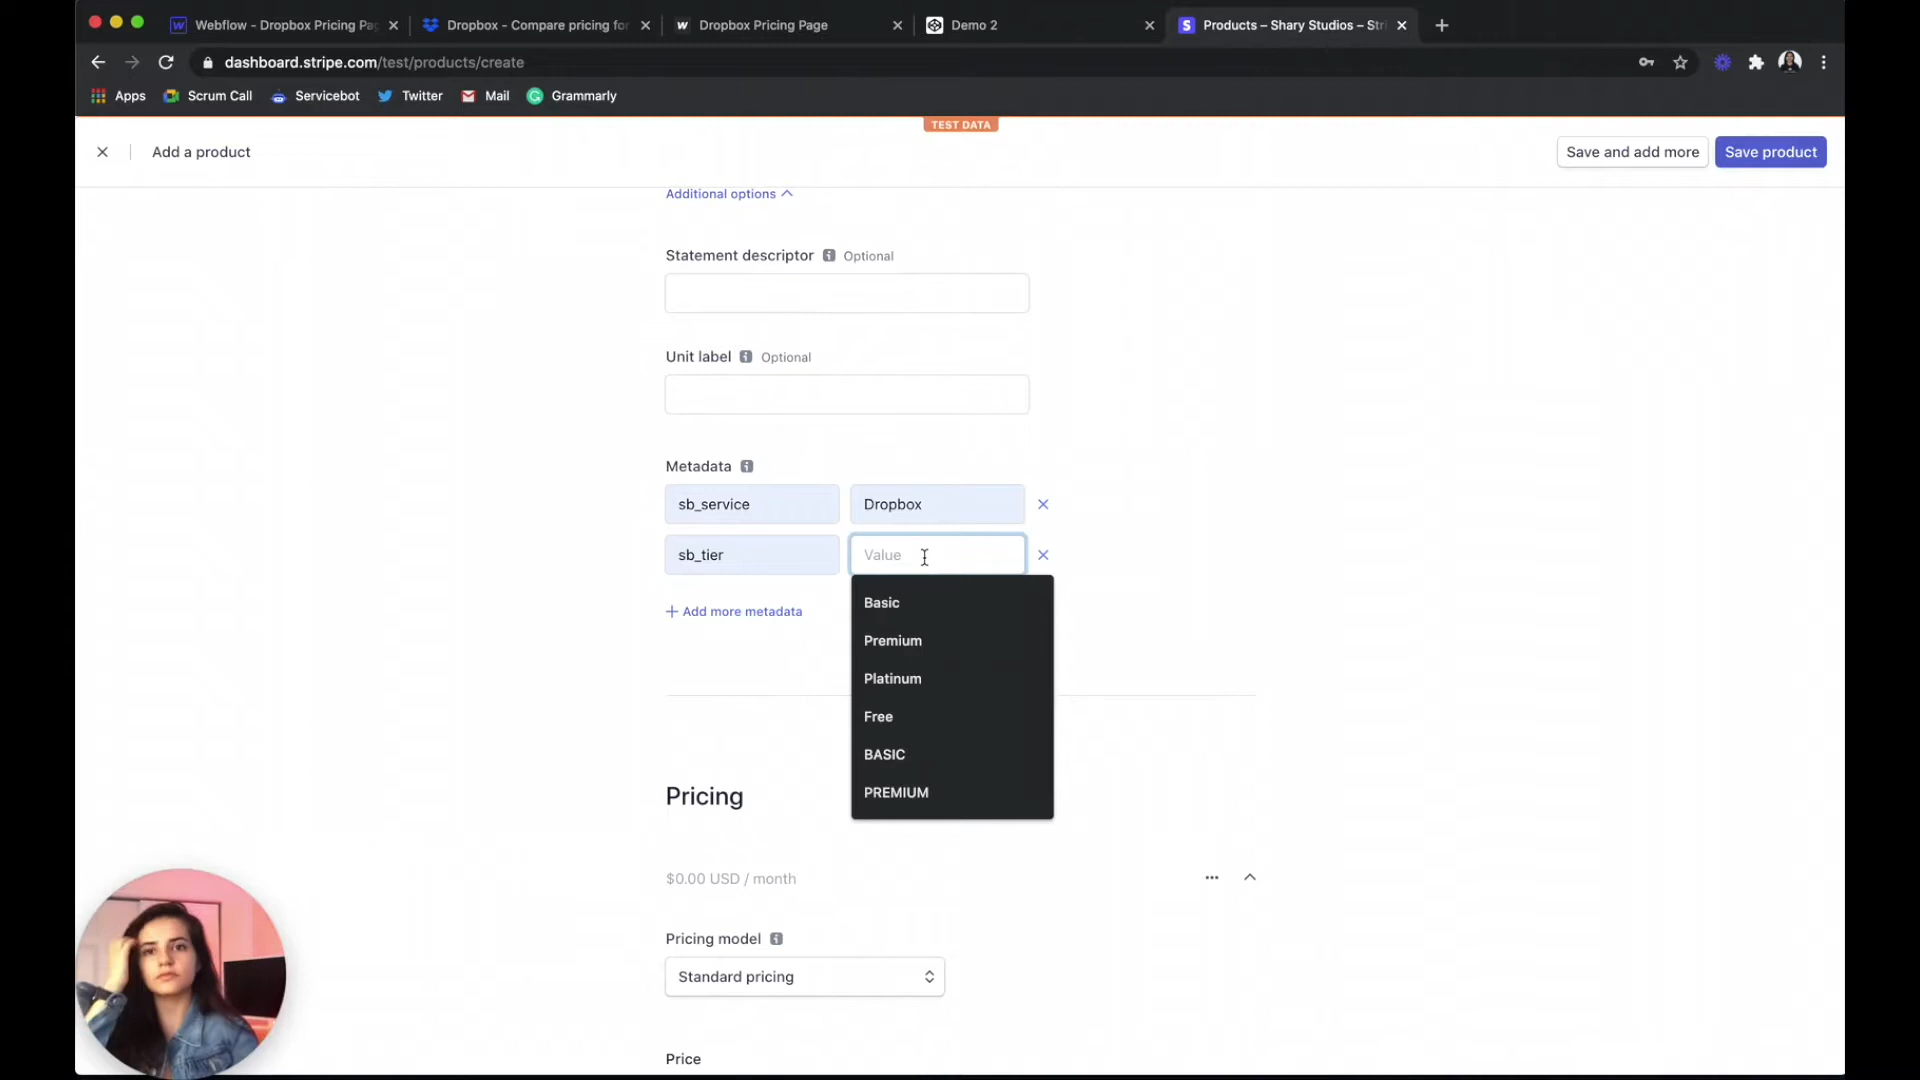 Webflow - Dropbox Pricing Pag
Dropbox - Compare pricing for
Dropbox Pricing Page
Demo 2
Products – Shary Studios – Stri
dashboard.stripe.com/test/products/create
Apps
Scrum Call
Servicebot
Twitter
Mail
Grammarly
TEST DATA
Add a product
Save and add more
Save product
Additional options
Statement descriptor Optional
Unit label Optional
Metadata
sb_service Dropbox
sb_tier Value
Basic
+ Add more metadata
Premium
Platinum
Free
BASIC
PREMIUM
Pricing
$0.00 USD / month
Pricing model
Standard pricing
Price